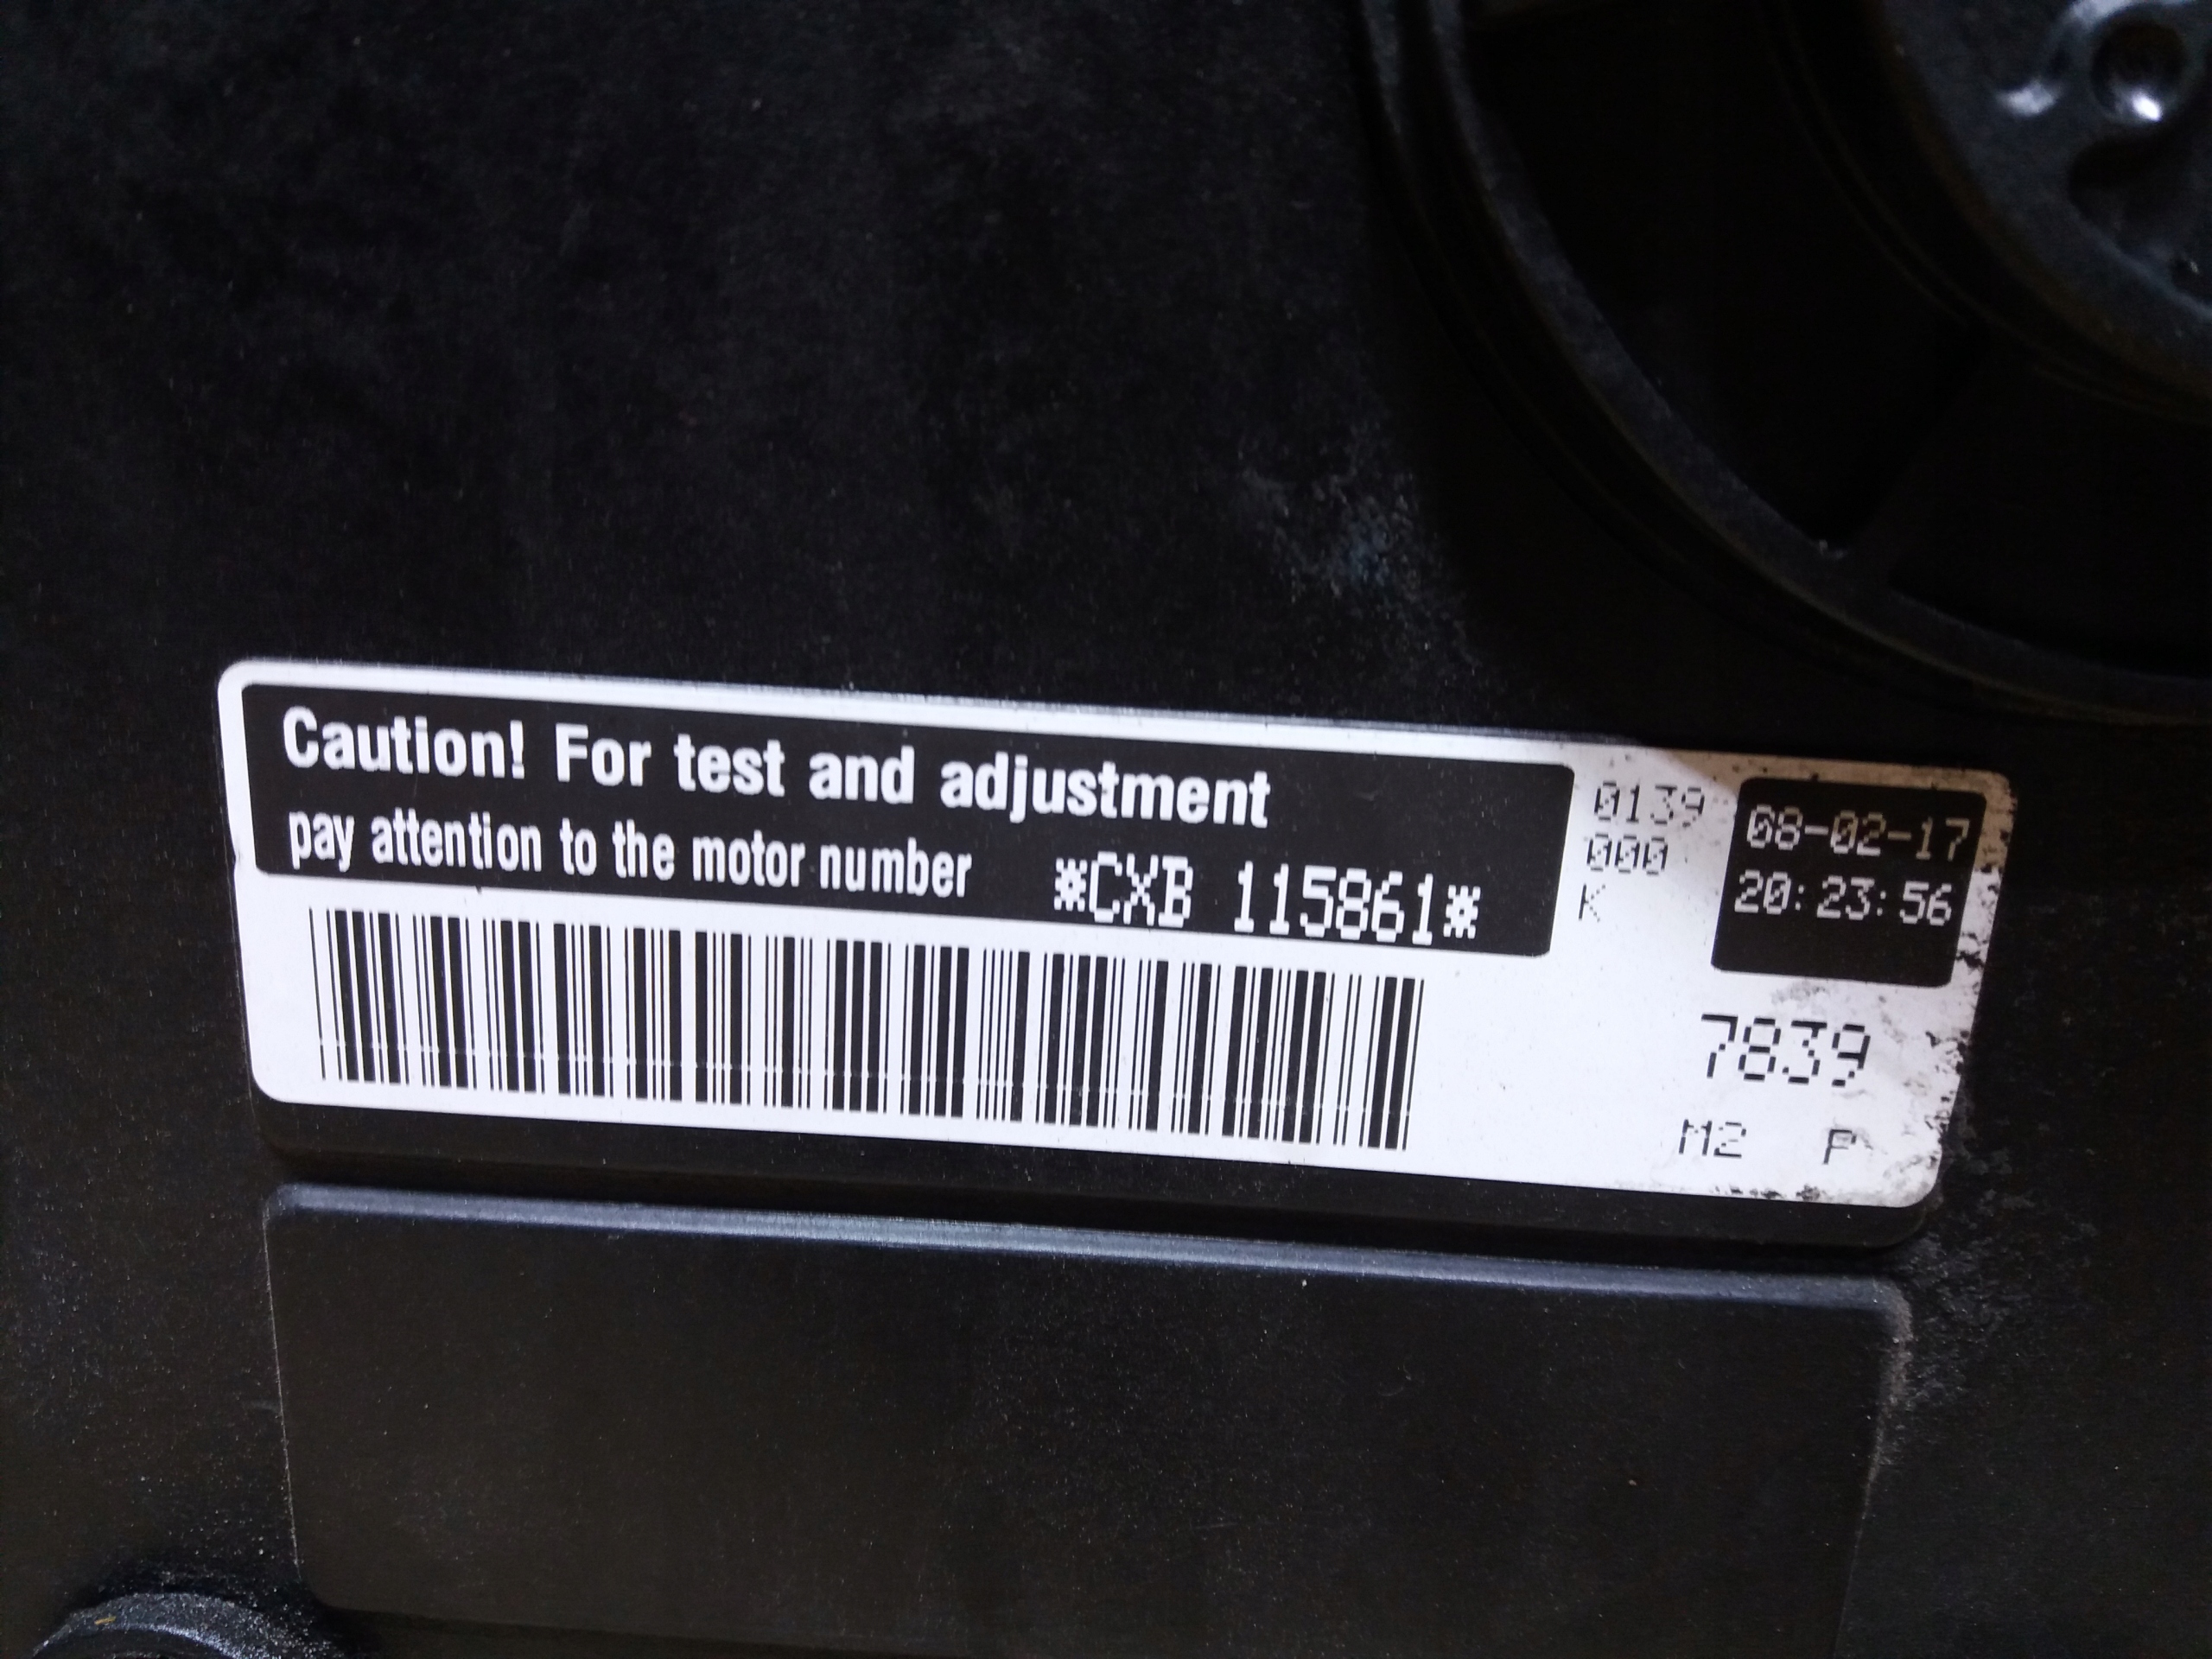 Caution! For test and adjustment
pay attention to the motor number *CXB 115861*
0139
000
K
08-02-17
20:23:56
7839
M2 P